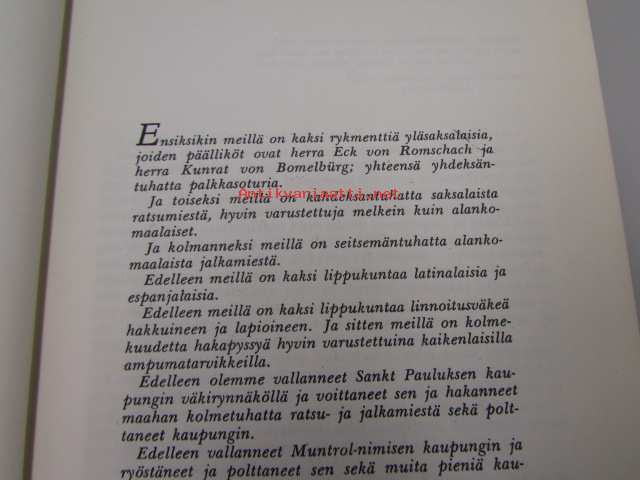 Ensiksikin meillä on kaksi rykmenttiä yläsaksalaisia,
joiden päälliköt ovat herra Eck von Romschach ja
herra Kunrat von Bomelbürg; yhteensä yhdeksän-
tuhatta palkkasoturia.
Antikvariaatti.net
Ja toiseksi meillä on kahdeksantuhatta saksalaista
ratsumiestä, hyvin varustettuja melkein kuin alanko-
maalaiset.
Ja kolmanneksi meillä on seitsemäntuhatta alanko-
maalaista jalkamiestä.
Edelleen meillä on kaksi lippukuntaa latinalaisia ja
espanjalaisia.
Edelleen meillä on kaksi lippukuntaa linnoitusväkeä
hakkuineen ja lapioineen. Ja sitten meillä on kolme-
kuudetta hakapyssyä hyvin varustettuina kaikenlaisilla
ampumatarvikkeilla.
Edelleen olemme vallanneet Sankt Pauluksen kau-
pungin väkirynnäköllä ja voittaneet sen ja hakanneet
maahan kolmetuhatta ratsu- ja jalkamiestä sekä polt-
taneet kaupungin.
Edelleen vallanneet Muntrol-nimisen kaupungin ja
ryöstäneet ja polttaneet sen sekä muita pieniä kau-